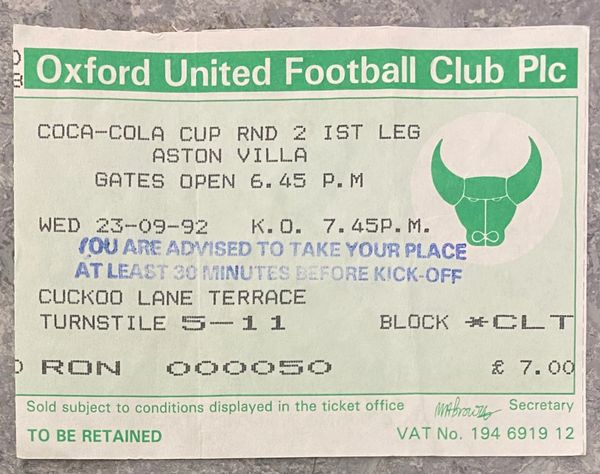 Oxford United Football Club Plc
COCA-COLA CUP RND 2 IST LEG
ASTON VILLA
GATES OPEN 6.45 P.M
WED 23-09-92 K.O. 7.45P.M.
YOU ARE ADVISED TO TAKE YOUR PLACE
AT LEAST 30 MINUTES BEFORE KICK-OFF
CUCKOO LANE TERRACE
TURNSTILE 5-11 BLOCK *CLT
RON 000050 £ 7.00
Sold subject to conditions displayed in the ticket office Secretary
TO BE RETAINED VAT No. 194 6919 12